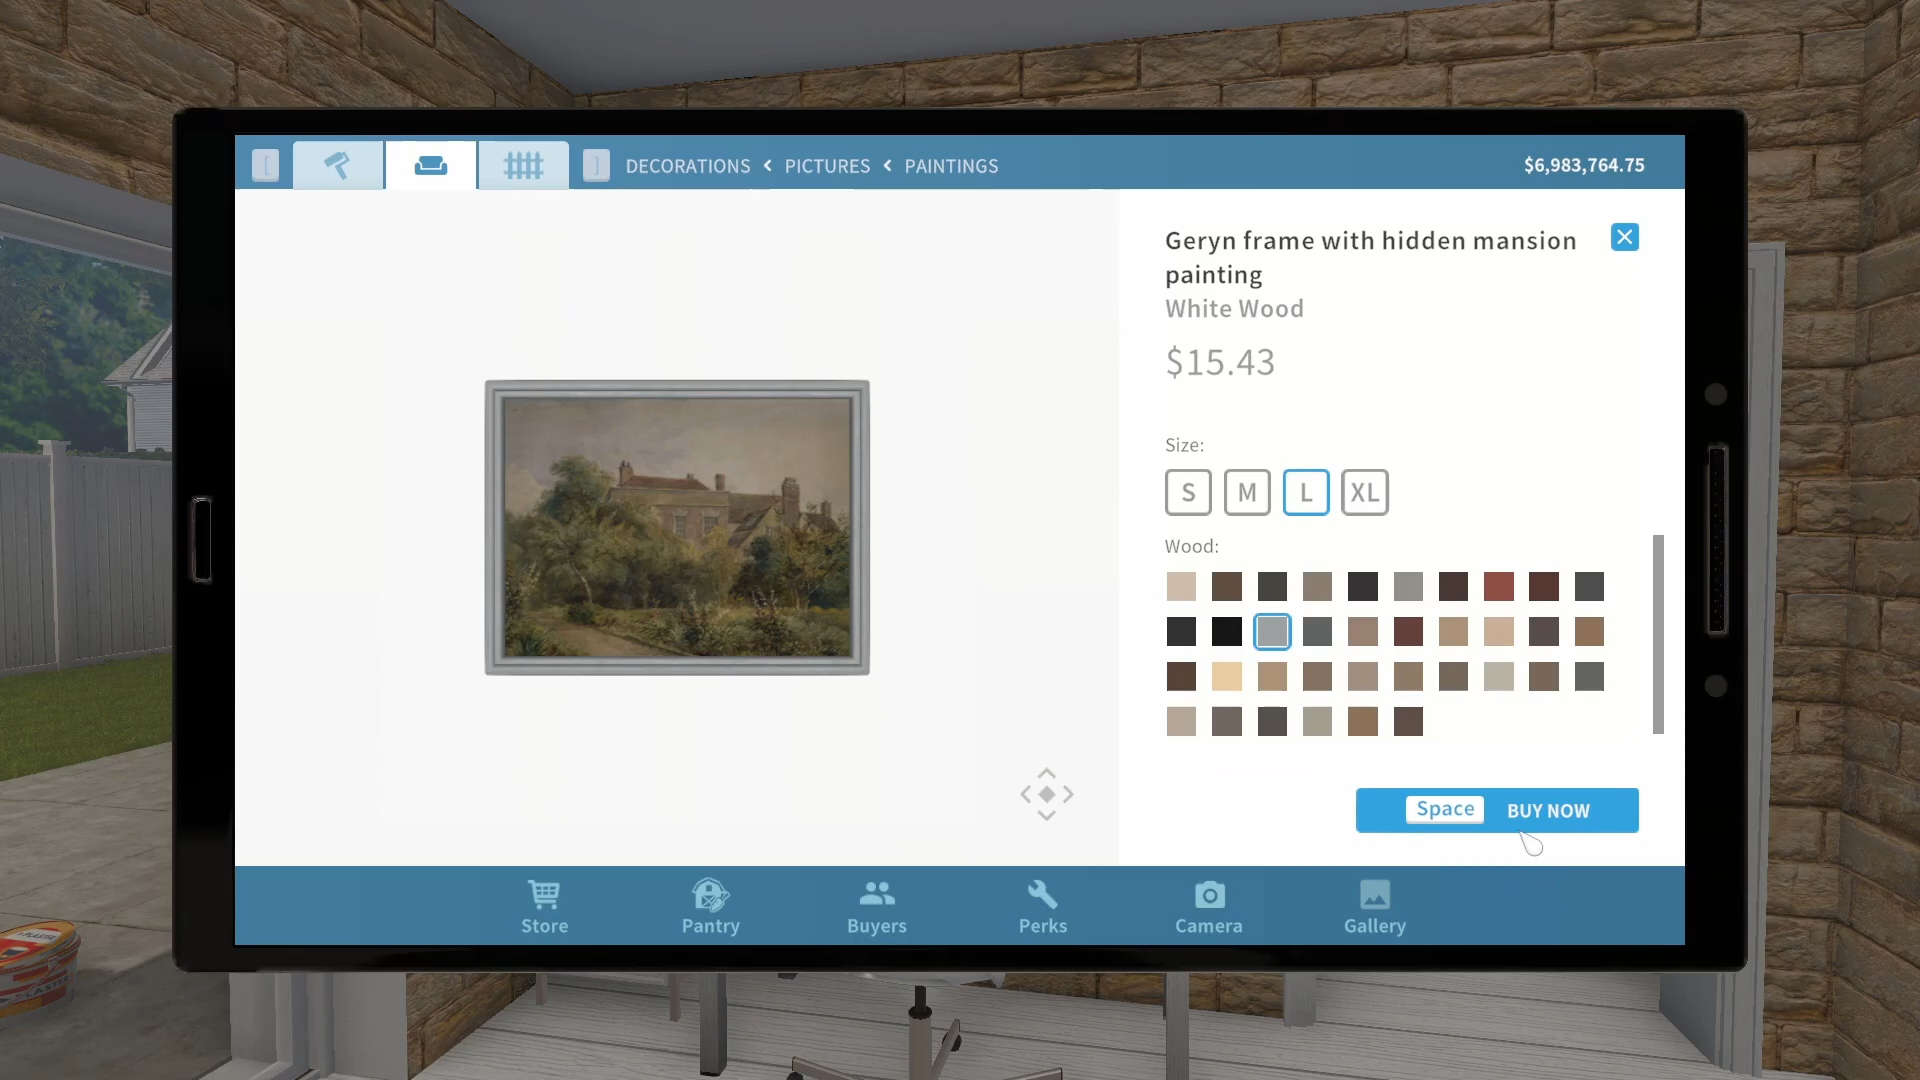 [
]
DECORATIONS < PICTURES < PAINTINGS
$6,983,764.75
Geryn frame with hidden mansion
painting
White Wood
$15.43
Size:
S M L XL
Wood:
Space BUY NOW
Store
Pantry
Buyers
Perks
Camera
Gallery
PLASTER